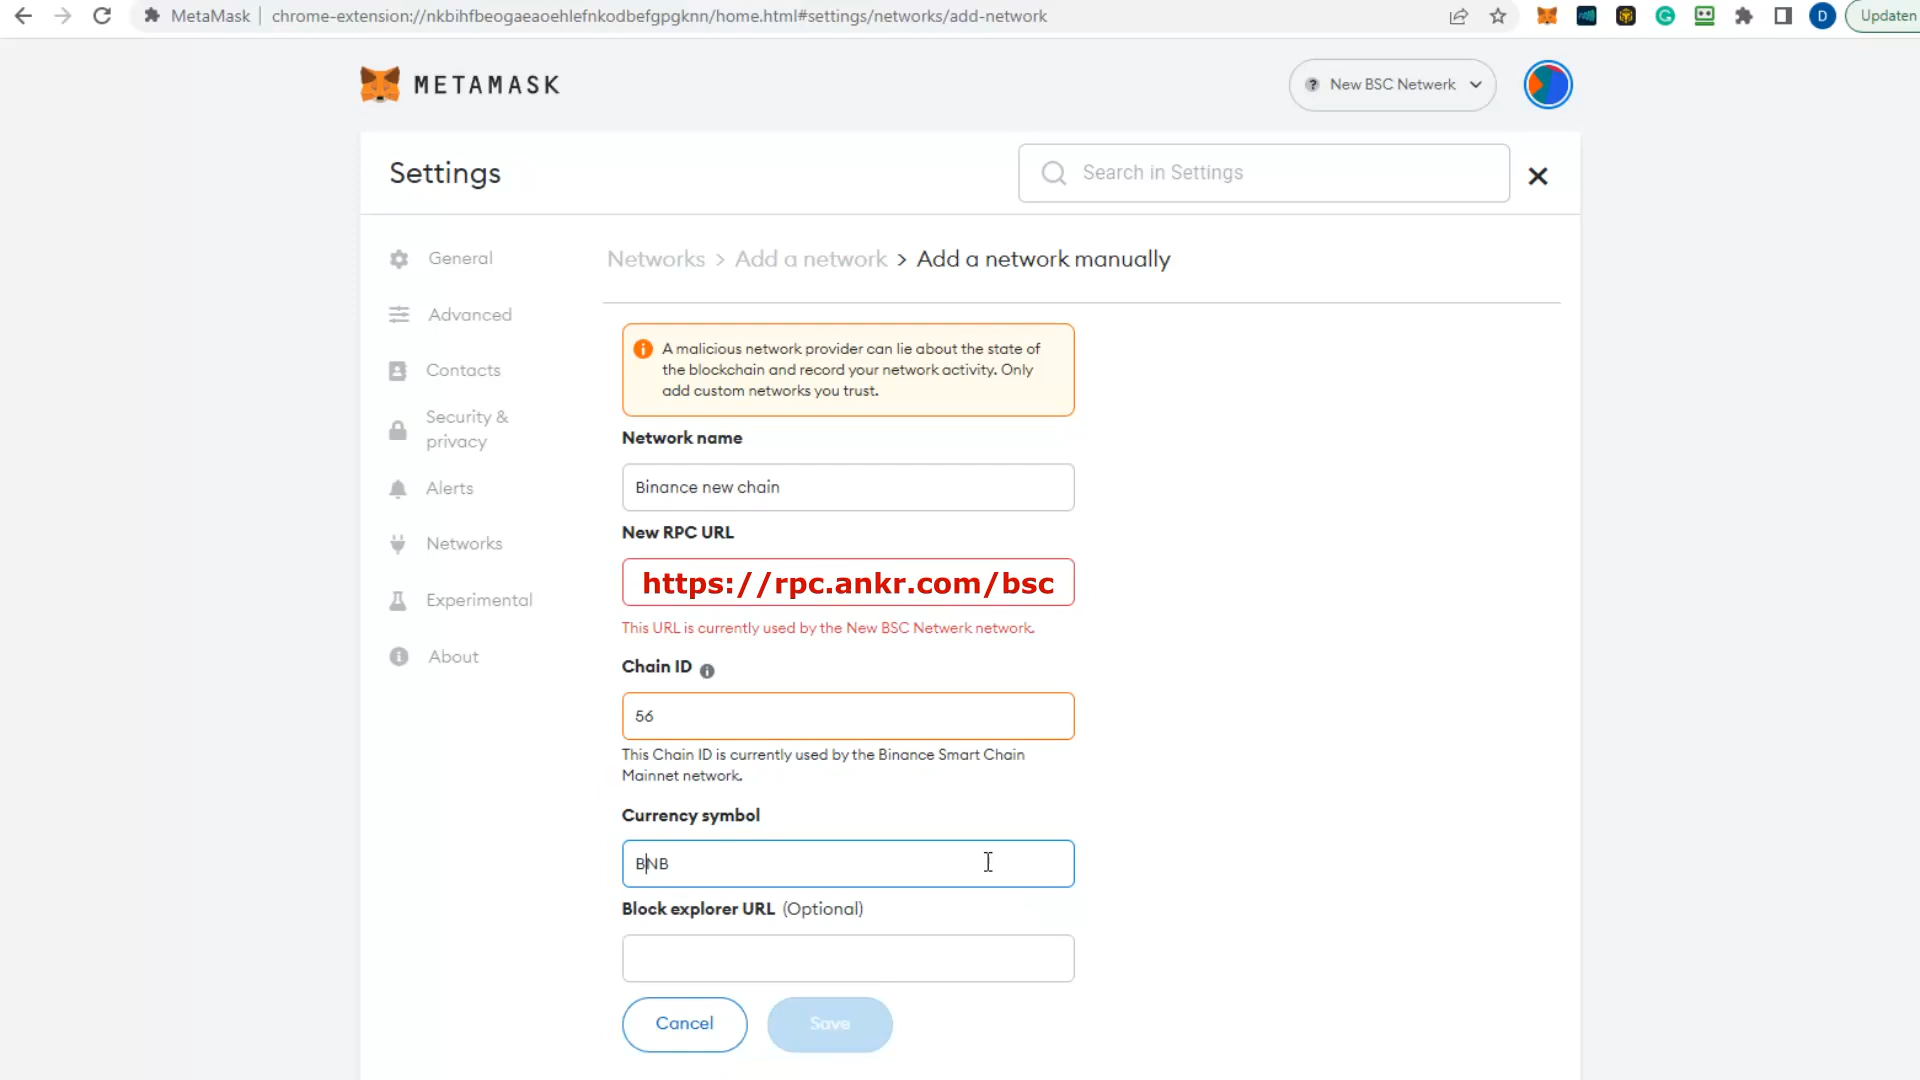 MetaMask
chrome-extension://nkbihfbeogaeaoehlefnkodbefgpgknn/home.html#settings/networks/add-network
G
D
Updaten
METAMASK
? New BSC Netwerk
Settings
Search in Settings
General
Advanced
Contacts
Security &
privacy
Alerts
Networks
Experimental
About
Networks > Add a network > Add a network manually
A malicious network provider can lie about the state of
the blockchain and record your network activity. Only
add custom networks you trust.
Network name
Binance new chain
New RPC URL
https://rpc.ankr.com/bsc
This URL is currently used by the New BSC Netwerk network.
Chain ID
56
This Chain ID is currently used by the Binance Smart Chain
Mainnet network.
Currency symbol
BNB
Block explorer URL (Optional)
Cancel
Save